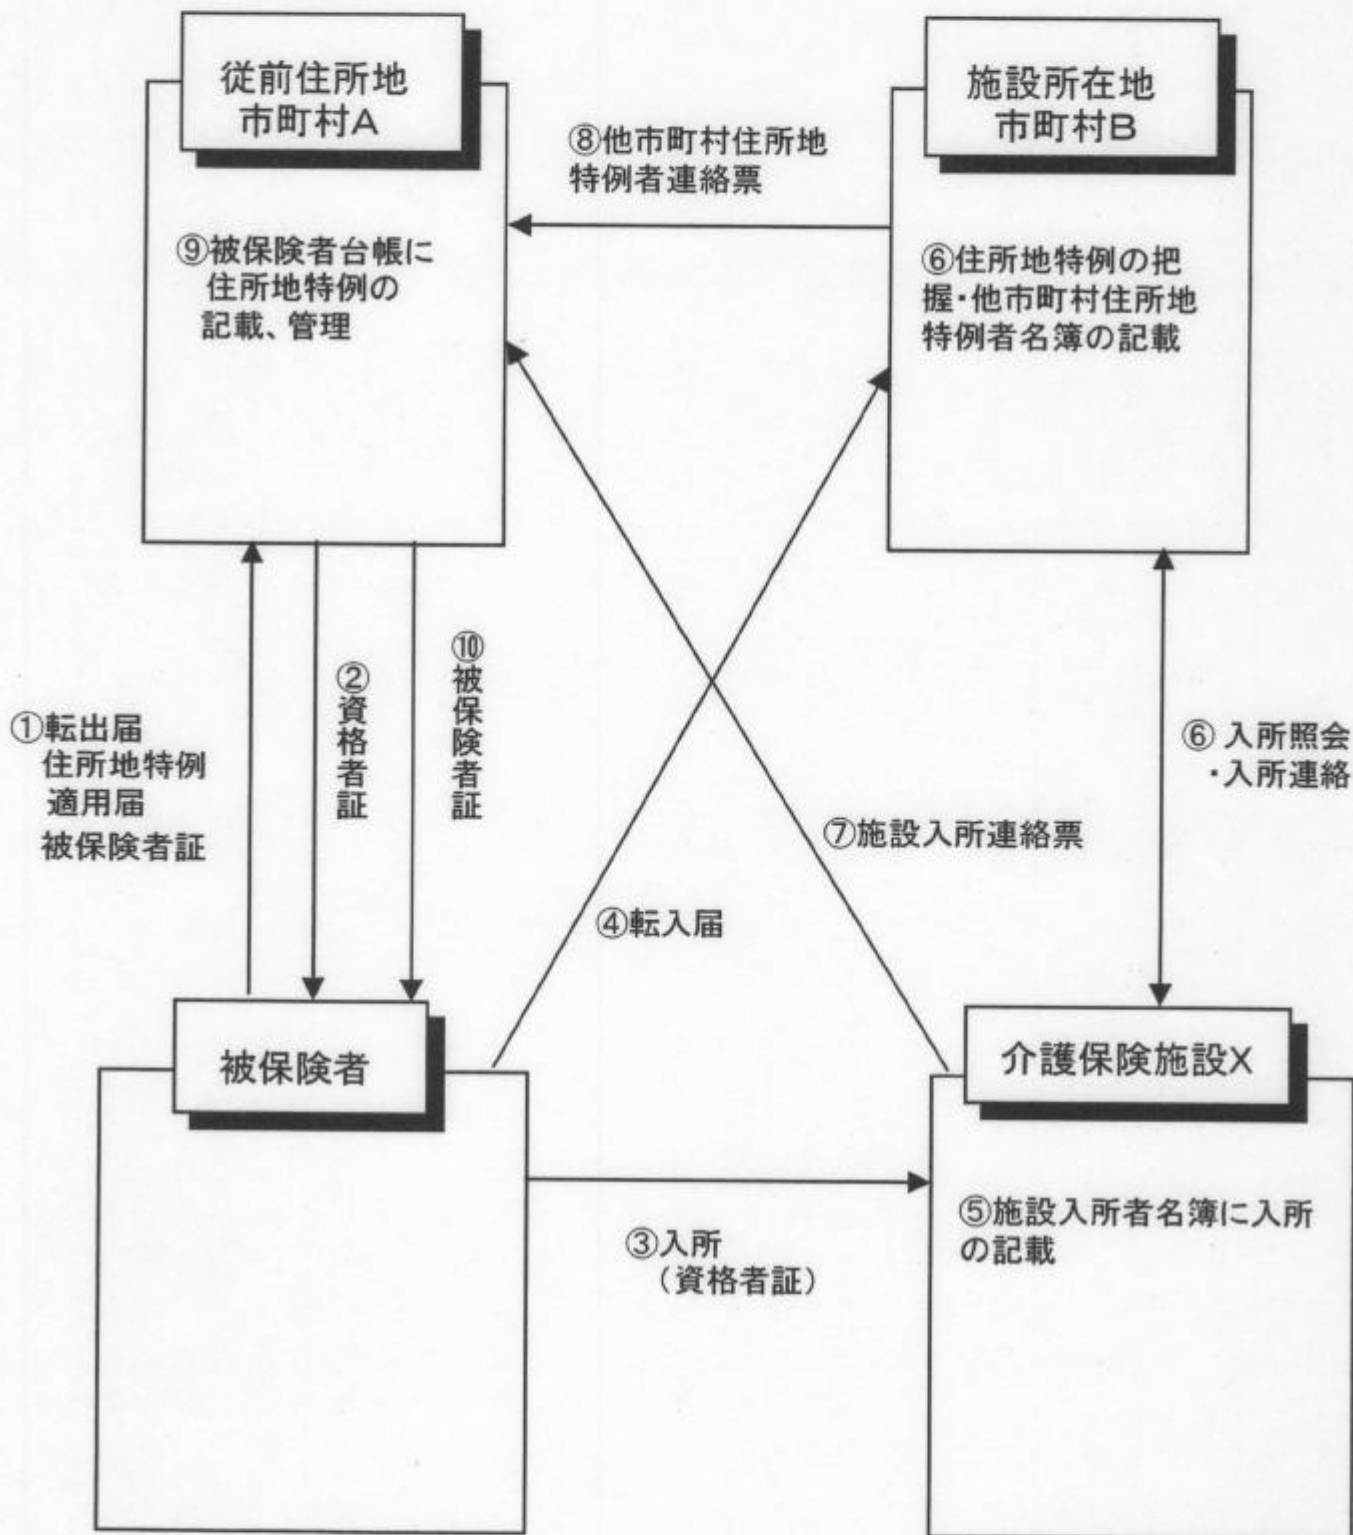 従前住所地
市町村A
施設所在地
市町村B
⑧他市町村住所地
特例者連絡票
⑨被保険者台帳に
住所地特例の
記載、管理
⑥住所地特例の把
握・他市町村住所地
特例者名簿の記載
①転出届
住所地特例
適用届
被保険者証
②資格者証
⑩被保険者証
⑥ 入所照会
・入所連絡
⑦施設入所連絡票
④転入届
被保険者
介護保険施設X
③入所
（資格者証）
⑤施設入所者名簿に入所
の記載